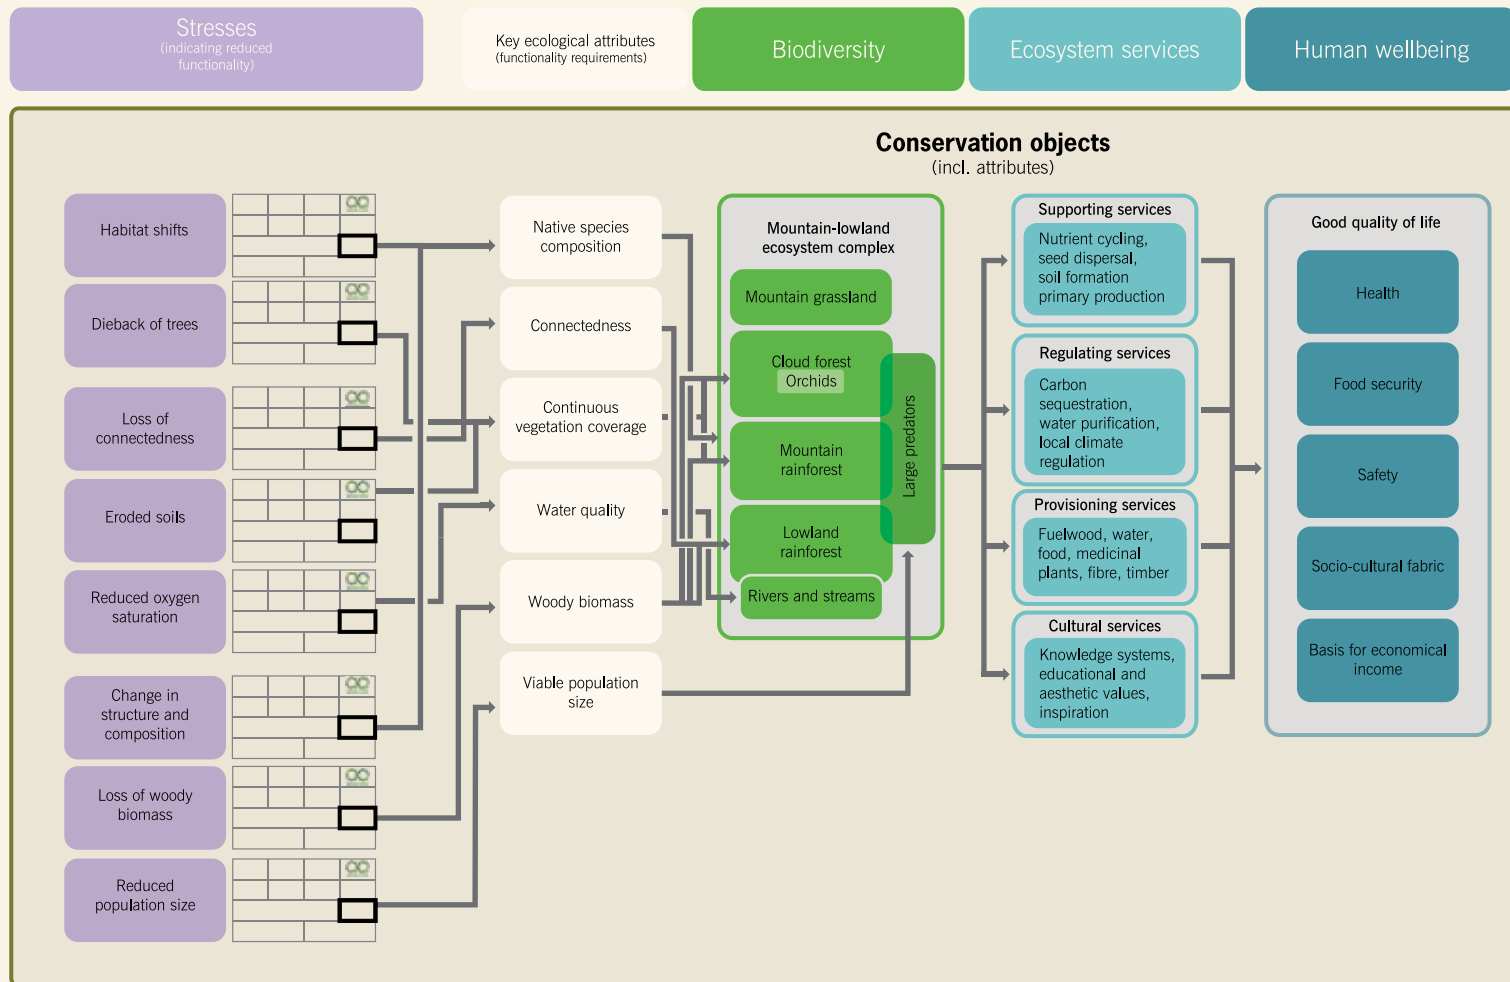 Stresses
(indicating reduced
functionality)
Key ecological attributes
(functionality requirements)
Biodiversity
Ecosystem services
Human wellbeing
Conservation objects
(incl. attributes)
Habitat shifts
Dieback of trees
Loss of
connectedness
Eroded soils
Reduced oxygen
saturation
Change in
structure and
composition
Loss of woody
biomass
Reduced
population size
Native species
composition
Connectedness
Continuous
vegetation coverage
Water quality
Woody biomass
Viable population
size
Mountain-lowland
ecosystem complex
Mountain grassland
Cloud forest
Orchids
Mountain
rainforest
Lowland
rainforest
Rivers and streams
Large predators
Supporting services
Nutrient cycling,
seed dispersal,
soil formation
primary production
Regulating services
Carbon
sequestration,
water purification,
local climate
regulation
Provisioning services
Fuelwood, water,
food, medicinal
plants, fibre, timber
Cultural services
Knowledge systems,
educational and
aesthetic values,
inspiration
Good quality of life
Health
Food security
Safety
Socio-cultural fabric
Basis for economical
income